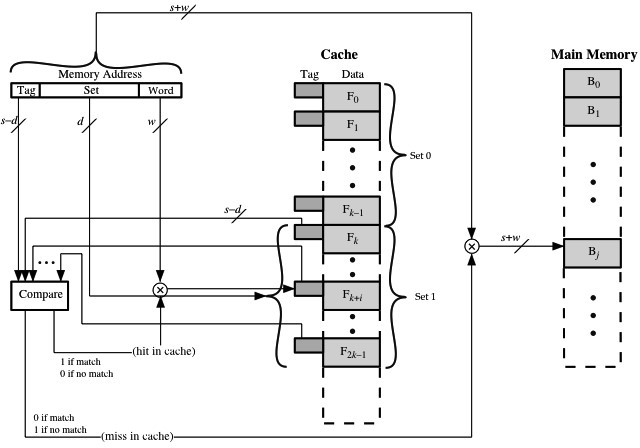 s+w
Cache
Main Memory
Memory Address
Tag Data
Tag Set Word
F0
B0
F1
B1
s–d
d
w
Set 0
s–d
Fk–1
Fk
s+w
Bj
Compare
Fk+i
Set 1
(hit in cache)
F2k–1
1 if match
0 if no match
0 if match
1 if no match
(miss in cache)